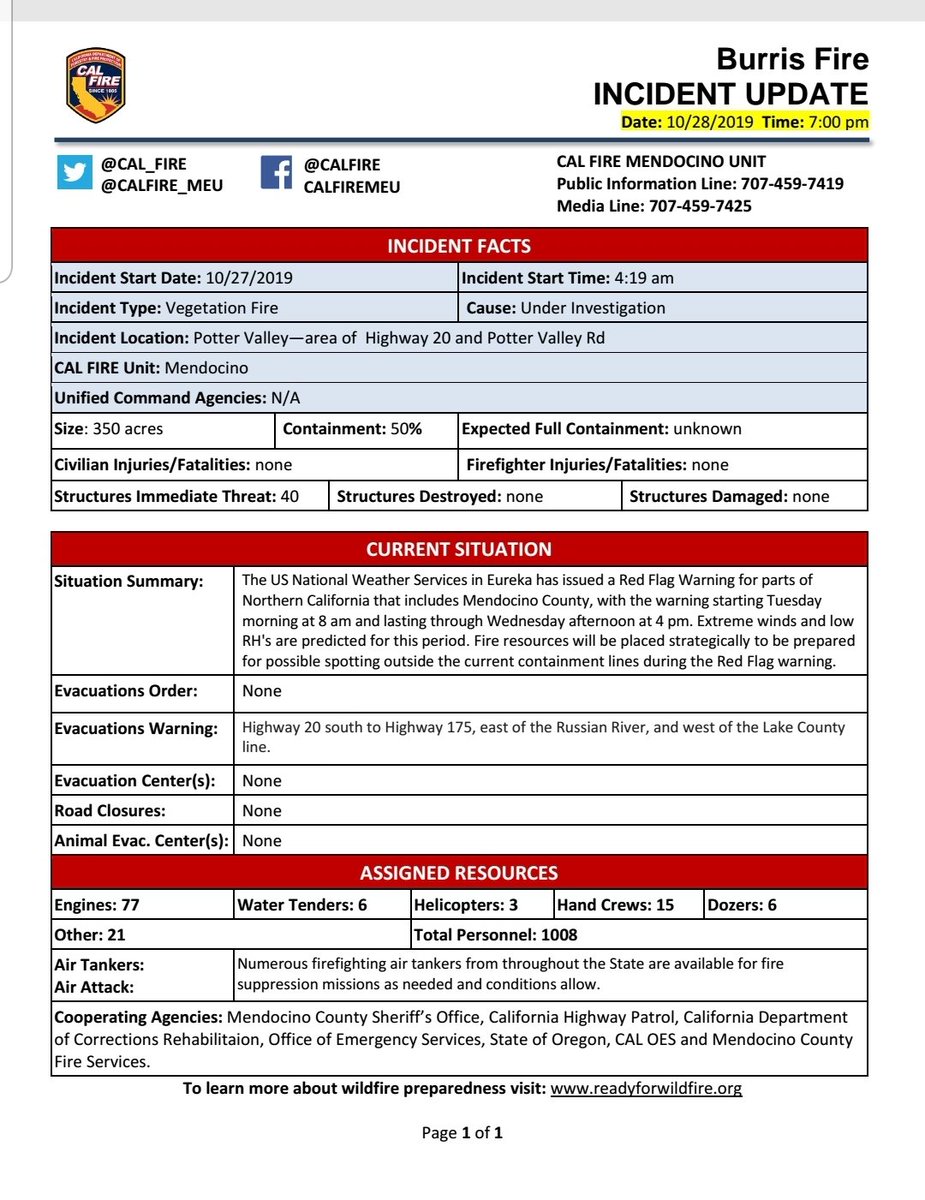 CALIFORNIA DEPARTMENT OF
FORESTRY & FIRE PROTECTION
CAL
FIRE
SINCE 1885
Burris Fire
INCIDENT UPDATE
Date: 10/28/2019 Time: 7:00 pm
@CAL_FIRE
@CALFIRE_MEU
@CALFIRE
CALFIREMEU
CAL FIRE MENDOCINO UNIT
Public Information Line: 707-459-7419
Media Line: 707-459-7425
INCIDENT FACTS
Incident Start Date: 10/27/2019 Incident Start Time: 4:19 am
Incident Type: Vegetation Fire Cause: Under Investigation
Incident Location: Potter Valley—area of Highway 20 and Potter Valley Rd
CAL FIRE Unit: Mendocino
Unified Command Agencies: N/A
Size: 350 acres Containment: 50% Expected Full Containment: unknown
Civilian Injuries/Fatalities: none Firefighter Injuries/Fatalities: none
Structures Immediate Threat: 40 Structures Destroyed: none Structures Damaged: none
CURRENT SITUATION
Situation Summary: The US National Weather Services in Eureka has issued a Red Flag Warning for parts of
Northern California that includes Mendocino County, with the warning starting Tuesday
morning at 8 am and lasting through Wednesday afternoon at 4 pm. Extreme winds and low
RH's are predicted for this period. Fire resources will be placed strategically to be prepared
for possible spotting outside the current containment lines during the Red Flag warning.
Evacuations Order: None
Evacuations Warning: Highway 20 south to Highway 175, east of the Russian River, and west of the Lake County
line.
Evacuation Center(s): None
Road Closures: None
Animal Evac. Center(s): None
ASSIGNED RESOURCES
Engines: 77 Water Tenders: 6 Helicopters: 3 Hand Crews: 15 Dozers: 6
Other: 21 Total Personnel: 1008
Air Tankers: Numerous firefighting air tankers from throughout the State are available for fire
Air Attack: suppression missions as needed and conditions allow.
Cooperating Agencies: Mendocino County Sheriff’s Office, California Highway Patrol, California Department
of Corrections Rehabilitaion, Office of Emergency Services, State of Oregon, CAL OES and Mendocino County
Fire Services.
To learn more about wildfire preparedness visit: www.readyforwildfire.org
Page 1 of 1